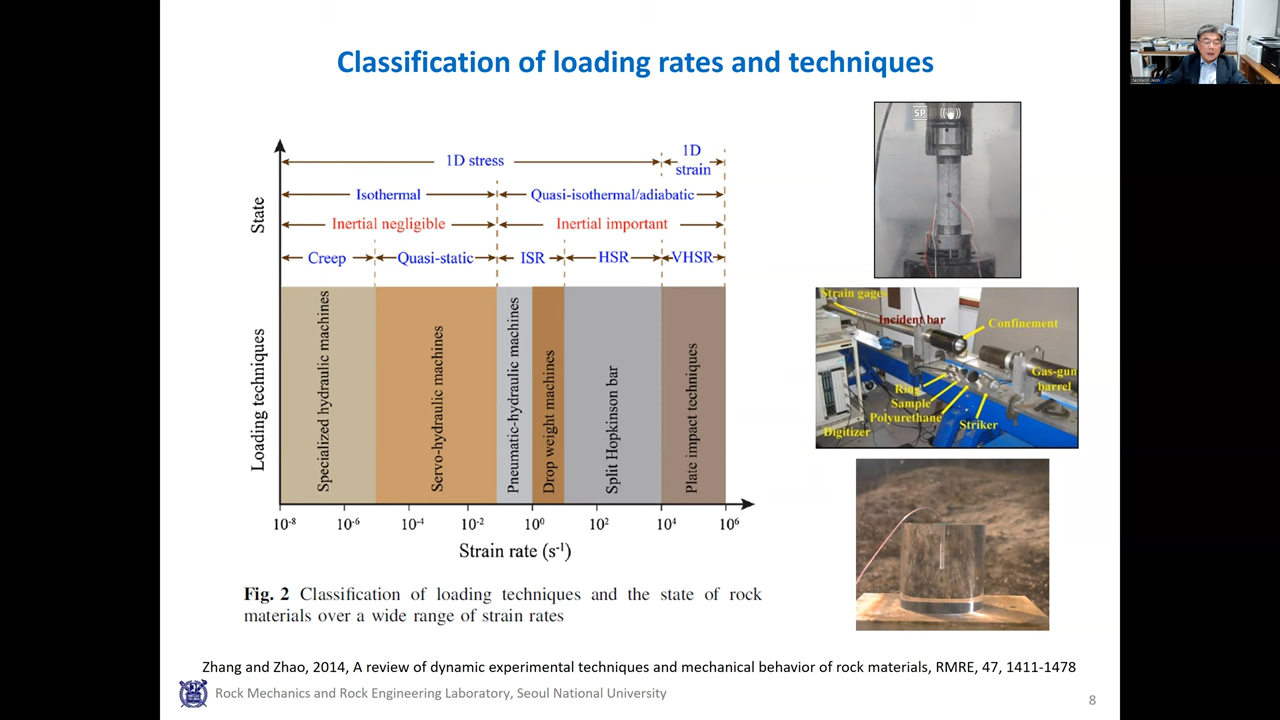 Classification of loading rates and techniques
1D stress
1D
strain
Isothermal
Quasi-isothermal/adiabatic
Inertial negligible
Inertial important
Creep
Quasi-static
ISR
HSR
VHSR
State
Loading techniques
Specialized hydraulic machines
Servo-hydraulic machines
Pneumatic-hydraulic machines
Drop weight machines
Split Hopkinson bar
Plate impact techniques
10⁻⁸
10⁻⁶
10⁻⁴
10⁻²
10⁰
10²
10⁴
10⁶
Strain rate (s⁻¹)
Fig. 2 Classification of loading techniques and the state of rock
materials over a wide range of strain rates
SP
Strain gages
Incident bar
Confinement
Gas-gun
barrel
Ring
Sample
Polyurethane
Striker
Digitizer
Zhang and Zhao, 2014, A review of dynamic experimental techniques and mechanical behavior of rock materials, RMRE, 47, 1411-1478
Rock Mechanics and Rock Engineering Laboratory, Seoul National University
8